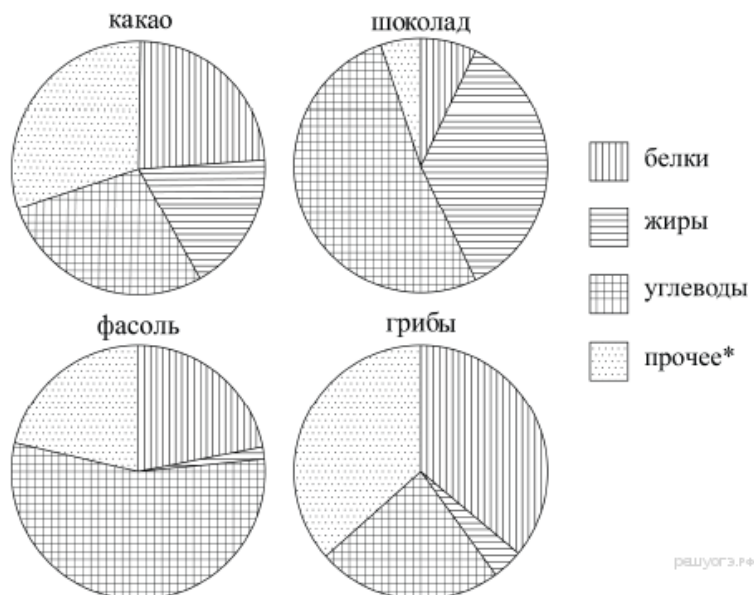 какао
шоколад
белки
жиры
углеводы
прочее*
фасоль
грибы
решуогэ.рф